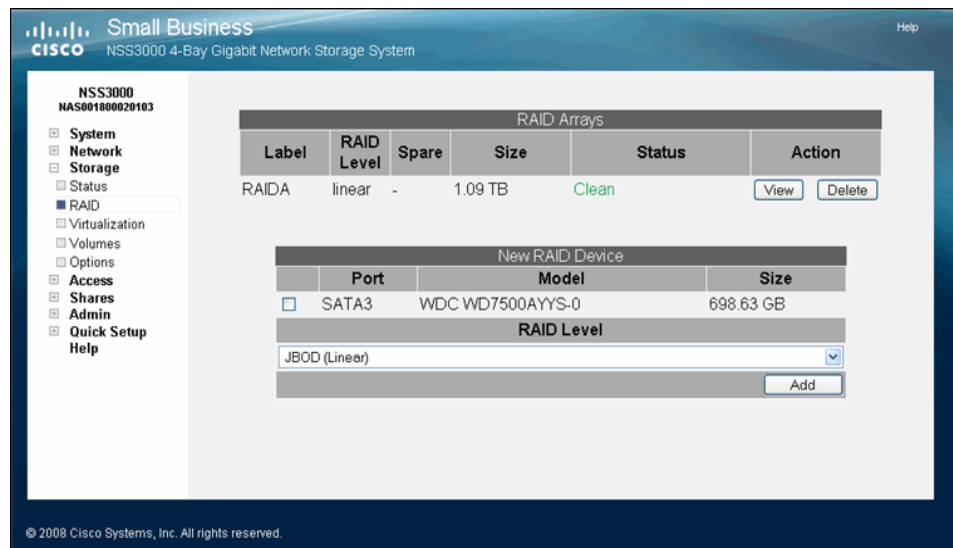 Small Business
Help
CISCO
NSS3000 4-Bay Gigabit Network Storage System
NSS3000
NAS001800020103
System
Network
Storage
Status
RAID
Virtualization
Volumes
Options
Access
Shares
Admin
Quick Setup
Help
RAID Arrays
Label RAID Level Spare Size Status Action
RAIDA linear - 1.09 TB Clean View Delete
New RAID Device
Port Model Size
SATA3 WDC WD7500AYYS-0 698.63 GB
RAID Level
JBOD (Linear)
Add
© 2008 Cisco Systems, Inc. All rights reserved.